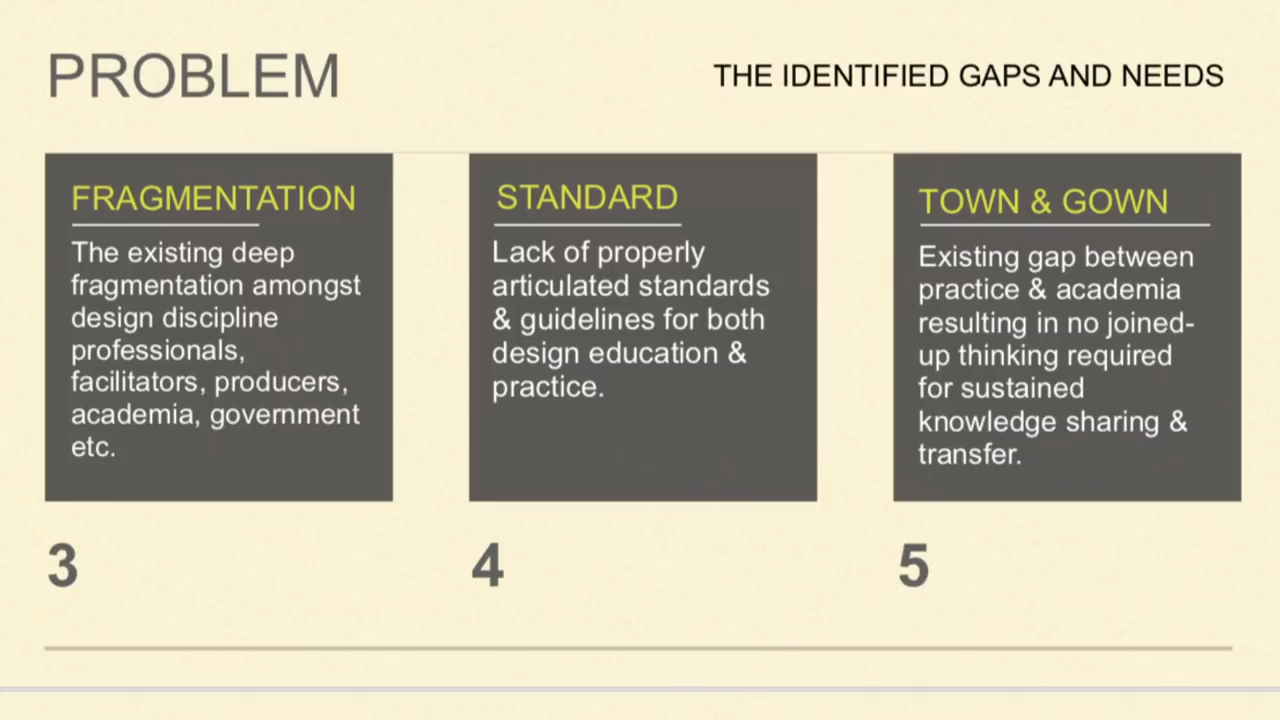 PROBLEM
THE IDENTIFIED GAPS AND NEEDS
FRAGMENTATION
The existing deep
fragmentation amongst
design discipline
professionals,
facilitators, producers,
academia, government
etc.
3
STANDARD
Lack of properly
articulated standards
& guidelines for both
design education &
practice.
4
TOWN & GOWN
Existing gap between
practice & academia
resulting in no joined-
up thinking required
for sustained
knowledge sharing &
transfer.
5